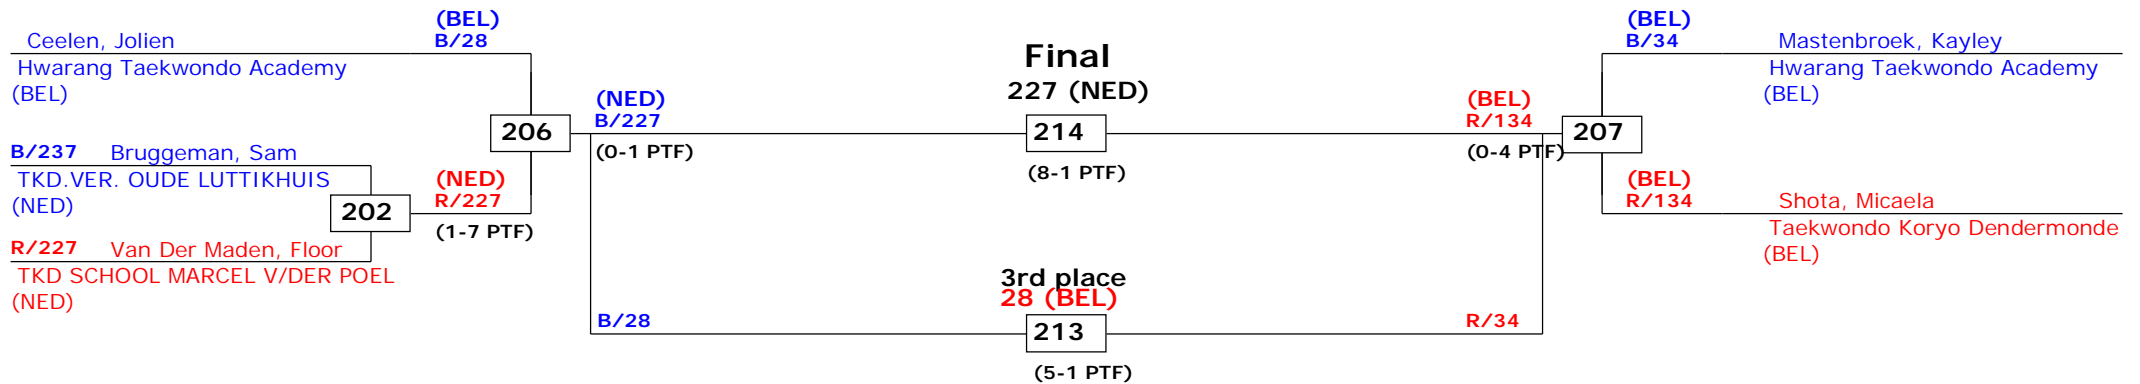 (BEL)
B/28
Ceelen, Jolien
Hwarang Taekwondo Academy
(BEL)
B/237 Bruggeman, Sam
TKD.VER. OUDE LUTTIKHUIS
(NED)
202
R/227 Van Der Maden, Floor
TKD SCHOOL MARCEL V/DER POEL
(NED)
(NED)
R/227
(1-7 PTF)
206
(NED)
B/227
(0-1 PTF)
Final
227 (NED)
214
(8-1 PTF)
3rd place
28 (BEL)
B/28
213
R/34
(5-1 PTF)
(BEL)
R/134
(0-4 PTF)
207
(BEL)
B/34
Mastenbroek, Kayley
Hwarang Taekwondo Academy
(BEL)
(BEL)
R/134
Shota, Micaela
Taekwondo Koryo Dendermonde
(BEL)